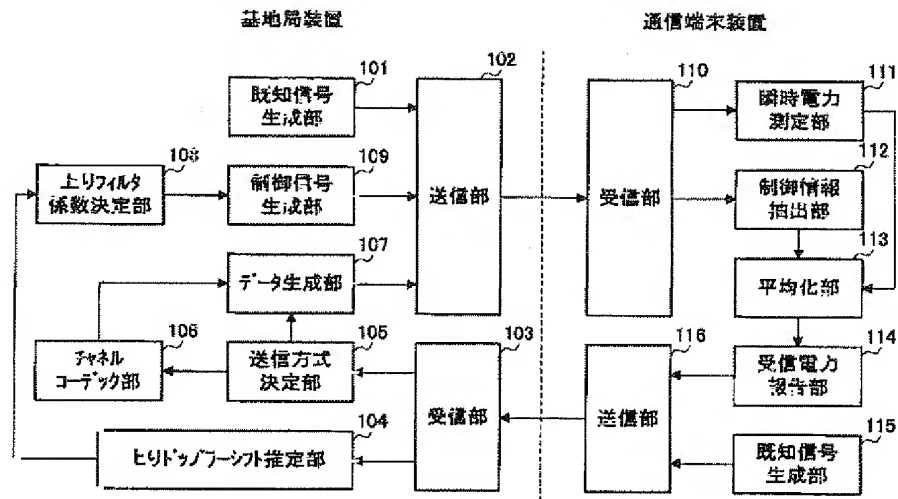 基地局装置
通信端末装置
101
既知信号
生成部
102
送信部
110
受信部
111
瞬時電力
測定部
108
上りフィルタ
係数決定部
109
制御信号
生成部
112
制御情報
抽出部
107
データ生成部
113
平均化部
106
チャネル
コーデック部
105
送信方式
決定部
103
受信部
116
送信部
114
受信電力
報告部
104
上りドップラーシフト推定部
115
既知信号
生成部